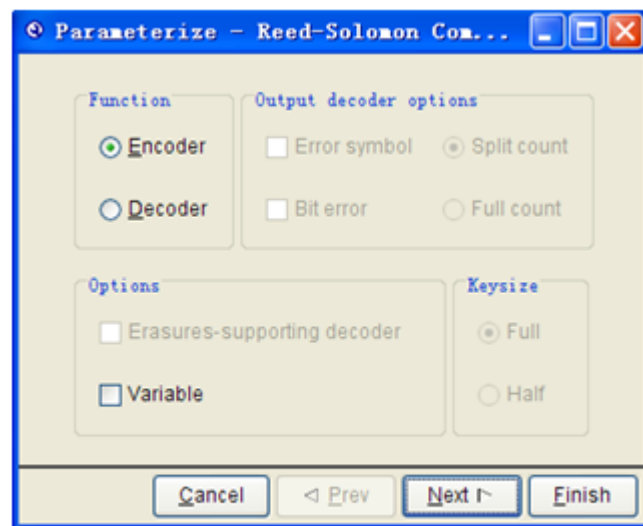 Parameterize - Reed-Solomon Com...
Function
Encoder
Decoder
Output decoder options
Error symbol
Split count
Bit error
Full count
Options
Erasures-supporting decoder
Variable
Keysize
Full
Half
Cancel
Prev
Next
Finish